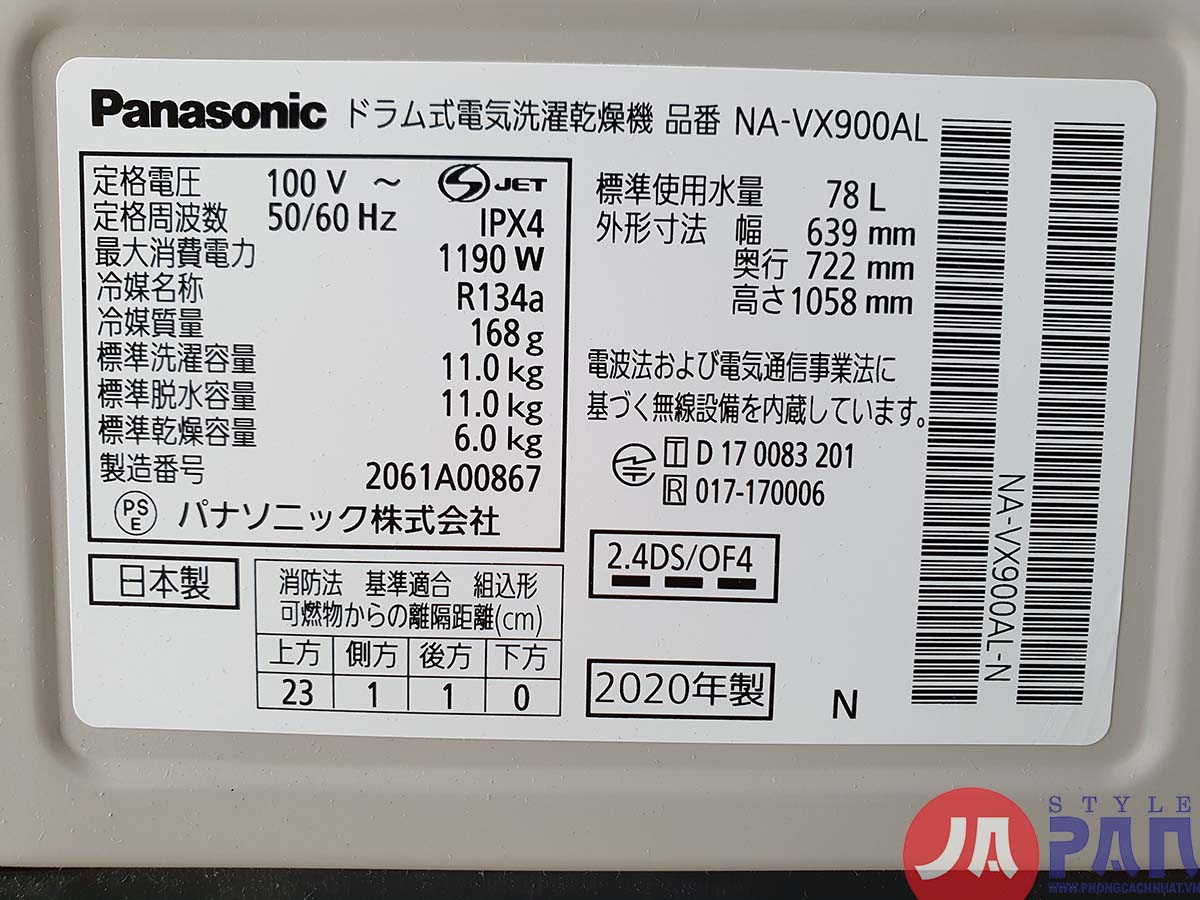 Panasonic ドラム式電気洗濯乾燥機 品番 NA-VX900AL
定格電圧 100 V ～ JET
定格周波数 50/60 Hz IPX4
最大消費電力 1190 W
冷媒名称 R134a
冷媒質量 168g
標準洗濯容量 11.0 kg
標準脱水容量 11.0 kg
標準乾燥容量 6.0 kg
製造番号 2061A00867
PS
E パナソニック株式会社
標準使用水量 78 L
外形寸法 幅 639 mm
奥行 722 mm
高さ 1058 mm
電波法および電気通信事業法に
基づく無線設備を内蔵しています。
T D 17 0083 201
R 017-170006
2.4DS/OF4
日本製
消防法 基準適合 組込形
可燃物からの離隔距離(cm)
上方 側方 後方 下方
23 1 1 0
2020年製
N
NA-VX900AL-N
STYLE
JAPAN
WWW.PHONGCACHNHAT.VN